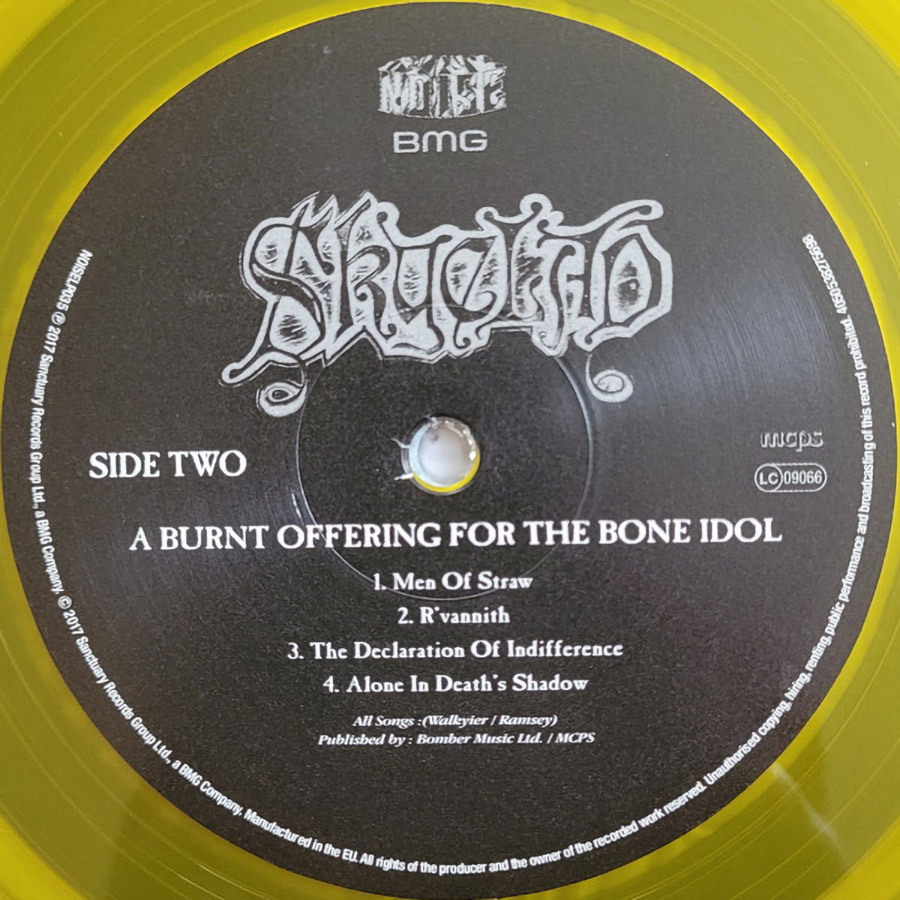 NOISE
BMG
SKYCLAD
SIDE TWO
mcps
LC 09066
A BURNT OFFERING FOR THE BONE IDOL
1. Men Of Straw
2. R'vannith
3. The Declaration Of Indifference
4. Alone In Death's Shadow
All Songs :(Walkyier / Ramsey)
Published by : Bomber Music Ltd. / MCPS
NOISELP035 ℗ 2017 Sanctuary Records Group Ltd., a BMG Company. © 2017 Sanctuary Records Group Ltd., a BMG Company. Manufactured in the EU. All rights of the producer and the owner of the recorded work reserved. Unauthorised copying, hiring, renting, public performance and broadcasting of this record prohibited. 4050538275698